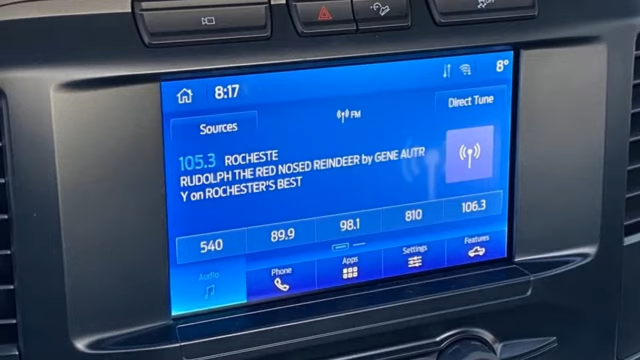 8:17
8°
Sources
FM
Direct Tune
105.3 ROCHESTE
RUDOLPH THE RED NOSED REINDEER by GENE AUTR
Y on ROCHESTER'S BEST
540 89.9 98.1 810 106.3
Audio Phone Apps Settings Features